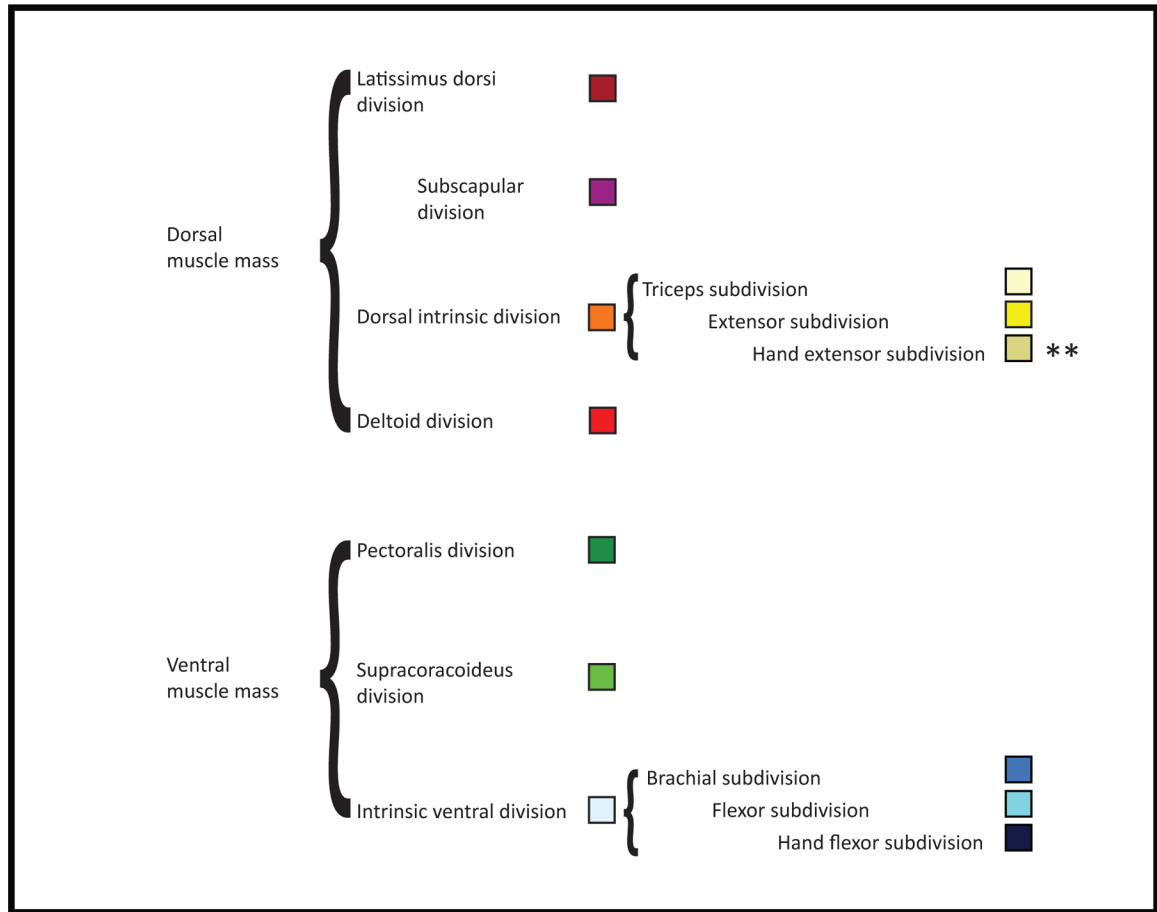 Latissimus dorsi
division
Subscapular
division
Dorsal
muscle mass
Dorsal intrinsic division
Triceps subdivision
Extensor subdivision
Hand extensor subdivision **
Deltoid division
Pectoralis division
Ventral
muscle mass
Supracoracoideus
division
Intrinsic ventral division
Brachial subdivision
Flexor subdivision
Hand flexor subdivision